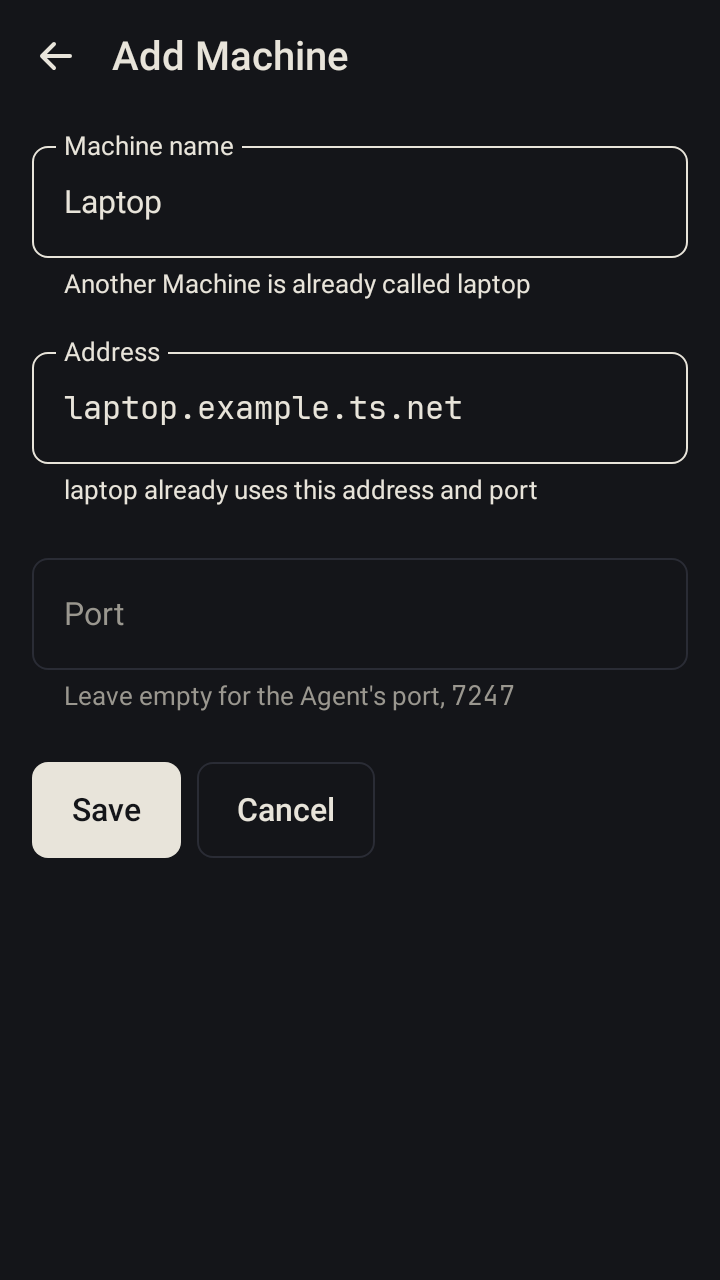 Add Machine
Machine name
Laptop
Another Machine is already called laptop
Address
laptop.example.ts.net
laptop already uses this address and port
Port
Leave empty for the Agent's port, 7247
Save
Cancel